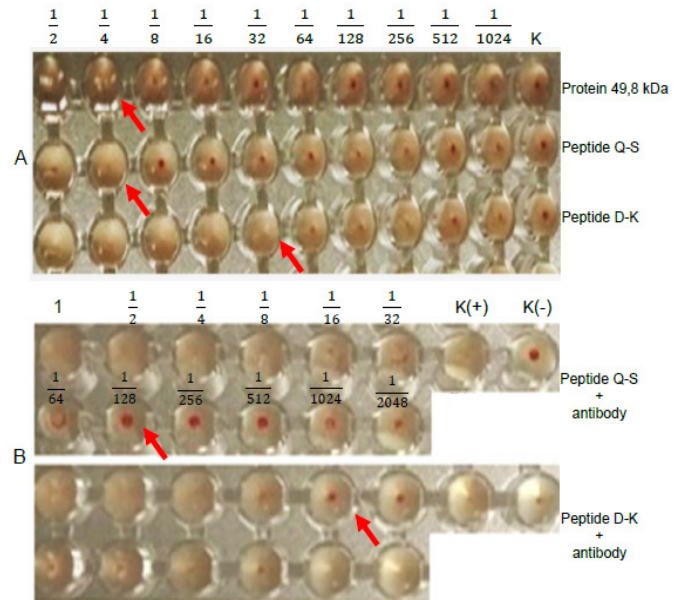 1/2 1/4 1/8 1/16 1/32 1/64 1/128 1/256 1/512 1/1024 K
Protein 49,8 kDa
A
Peptide Q-S
Peptide D-K
1 1/2 1/4 1/8 1/16 1/32 K(+) K(-)
1/64 1/128 1/256 1/512 1/1024 1/2048
Peptide Q-S
+
antibody
B
Peptide D-K
+
antibody